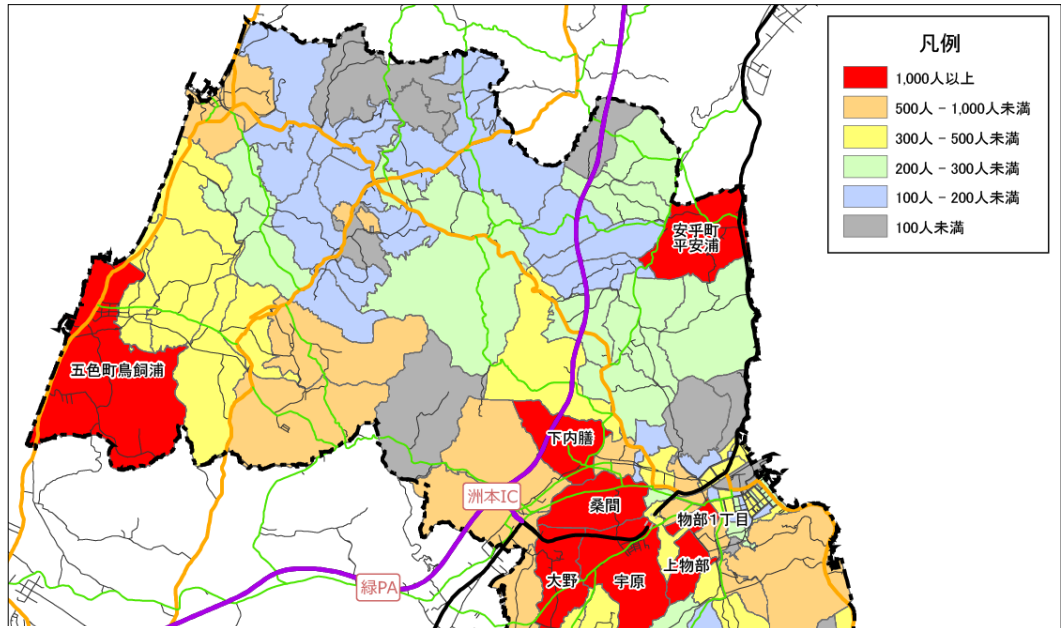 凡例
1,000人以上
500人 - 1,000人未満
300人 - 500人未満
200人 - 300人未満
100人 - 200人未満
100人未満
安乎町
平安浦
五色町鳥飼浦
下内膳
洲本IC
桑間
物部1丁目
上物部
大野
宇原
緑PA